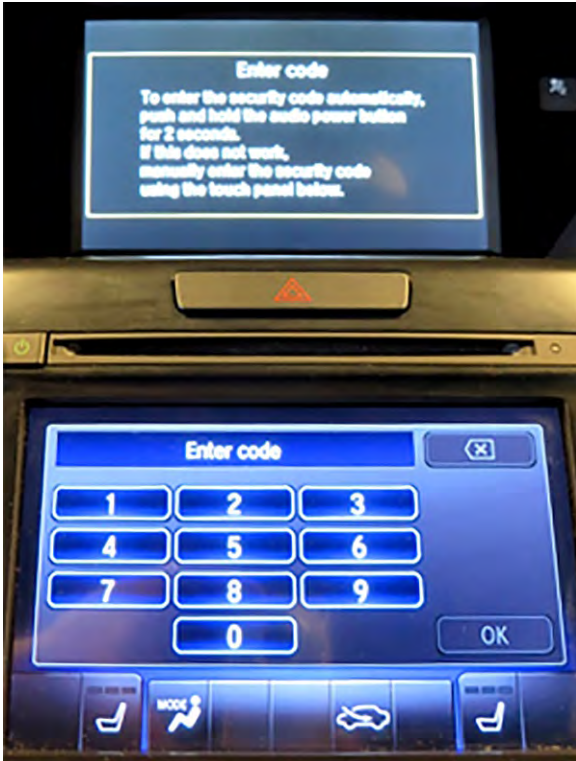 Enter code
To enter the security code automatically,
push and hold the audio power button
for 2 seconds.
If this does not work,
manually enter the security code
using the touch panel below.
Enter code
1 2 3
4 5 6
7 8 9
0
OK
MODE